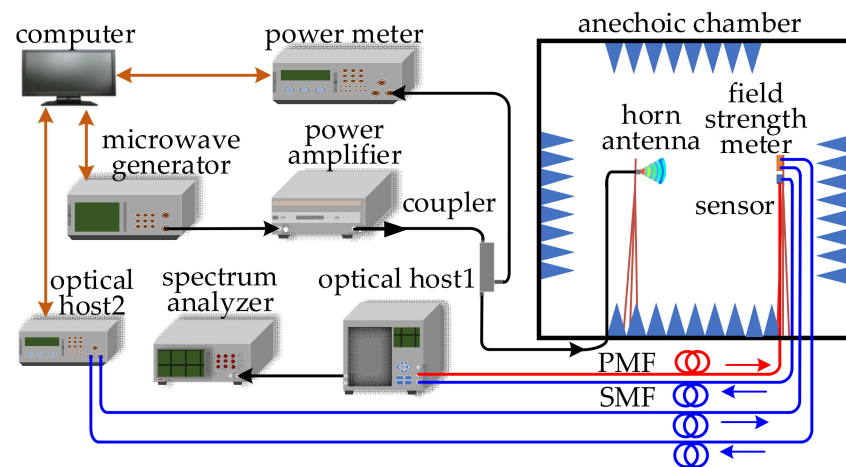 computer
power meter
anechoic chamber
microwave
generator
power
amplifier
coupler
horn
antenna
field
strength
meter
sensor
optical
host2
spectrum
analyzer
optical host1
PMF
SMF